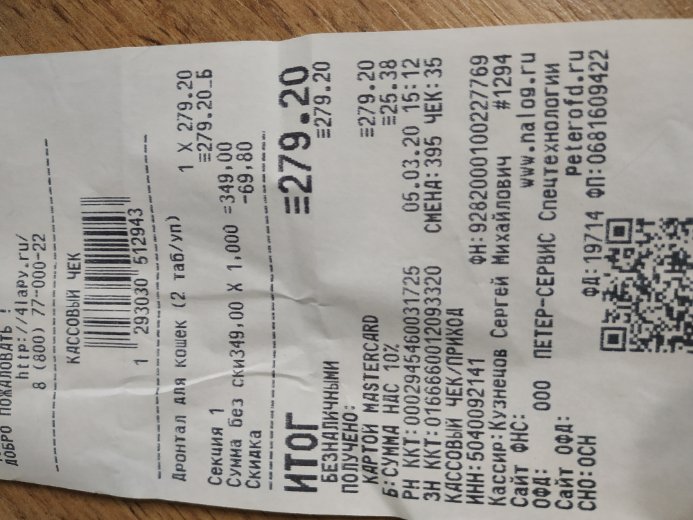 ДОБРО ПОЖАЛОВАТЬ !
http://4lapy.ru/
8 (800) 77-000-22
КАССОВЫЙ ЧЕК
1 293030 512943
Дронтал для кошек (2 таб/уп)
1 X 279.20
Секция 1 ≡279.20_Б
Сумма без ски349,00 X 1,000 =349,00
Скидка -69,80
ИТОГ ≡279.20
БЕЗНАЛИЧНЫМИ ≡279.20
ПОЛУЧЕНО:
КАРТОЙ MASTERCARD ≡279.20
Б:СУММА НДС 10% ≡25.38
РН ККТ:0002945460031725 05.03.20 15:12
ЗН ККТ:0166660012093320 СМЕНА:395 ЧЕК:35
КАССОВЫЙ ЧЕК/ПРИХОД
ИНН:5040092141 ФН:9282000100227769
Кассир:Кузнецов Сергей Михайлович #1294
Сайт ФНС: www.nalog.ru
ОФД: ООО ПЕТЕР-СЕРВИС Спецтехнологии
Сайт ОФД: peterofd.ru
СНО:ОСН ФД:19714 ФП:0681609422